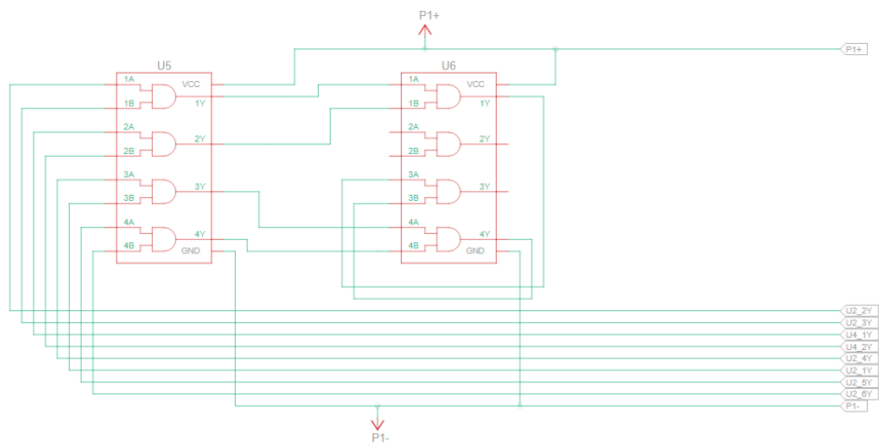 P1+
P1+
U5
U6
1A
VCC
1B
1Y
2A
2Y
2B
3A
3Y
3B
4A
4Y
4B
GND
1A
VCC
1B
1Y
2A
2Y
2B
3A
3Y
3B
4A
4Y
4B
GND
U2_2Y
U2_3Y
U4_1Y
U4_2Y
U2_4Y
U2_1Y
U2_5Y
U2_6Y
P1-
P1-